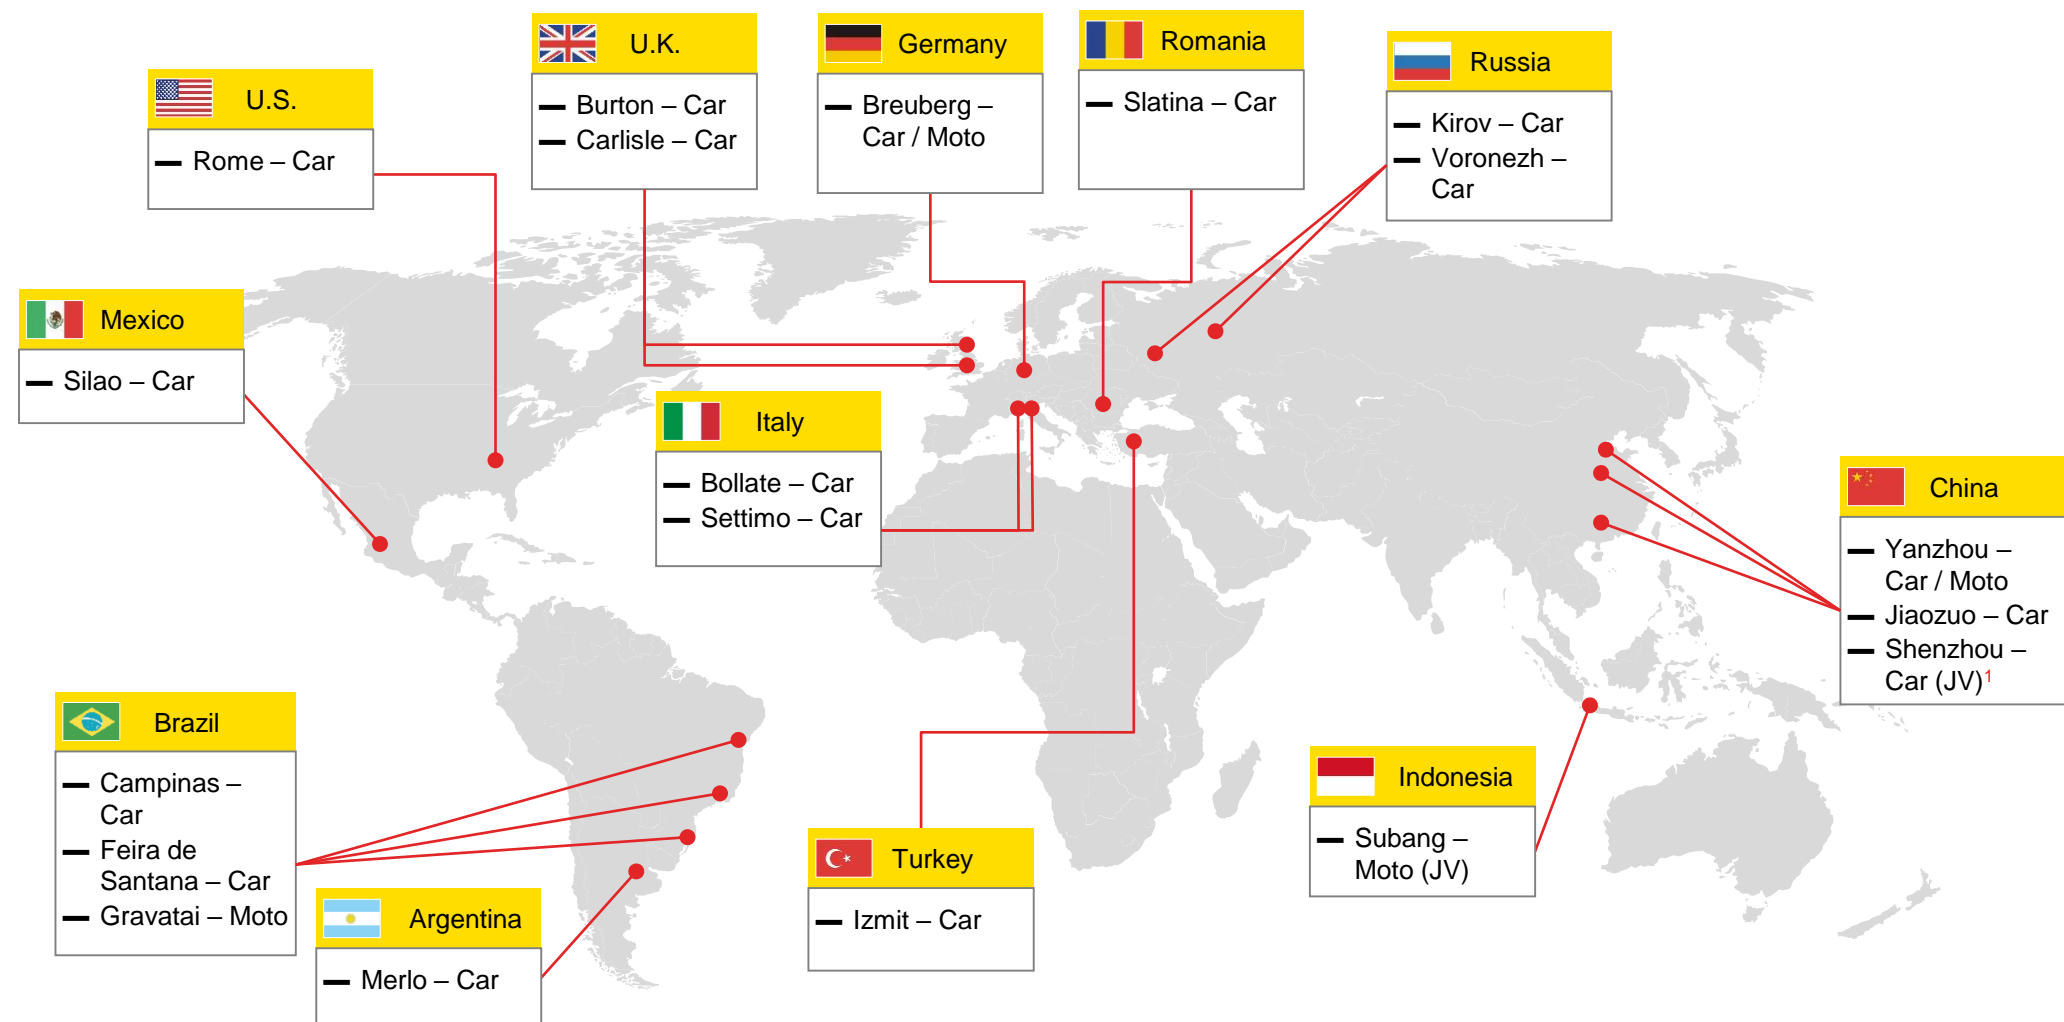 U.S.
— Rome – Car
U.K.
— Burton – Car
— Carlisle – Car
Germany
— Breuberg –
Car / Moto
Romania
— Slatina – Car
Russia
— Kirov – Car
— Voronezh –
Car
Mexico
— Silao – Car
Italy
— Bollate – Car
— Settimo – Car
China
— Yanzhou –
Car / Moto
— Jiaozuo – Car
— Shenzhou –
Car (JV)¹
Brazil
— Campinas –
Car
— Feira de
Santana – Car
— Gravatai – Moto
Argentina
— Merlo – Car
Turkey
— Izmit – Car
Indonesia
— Subang –
Moto (JV)